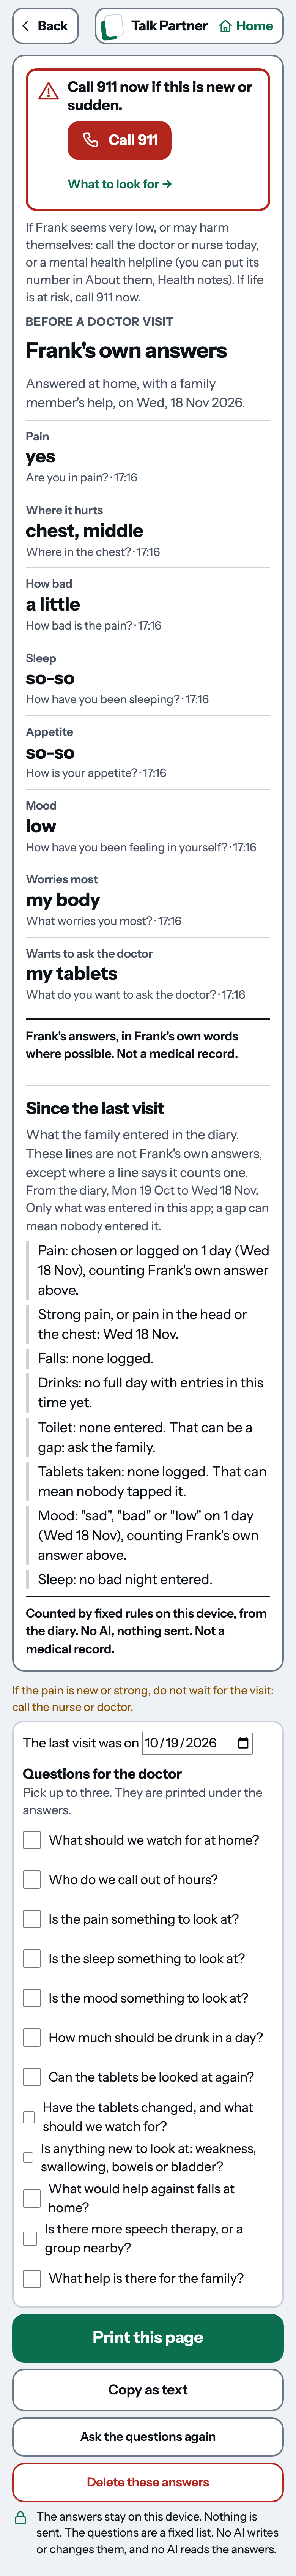 Back
Talk Partner
Home
Call 911 now if this is new or
sudden.
Call 911
What to look for →
If Frank seems very low, or may harm
themselves: call the doctor or nurse today,
or a mental health helpline (you can put its
number in About them, Health notes). If life
is at risk, call 911 now.
BEFORE A DOCTOR VISIT
Frank's own answers
Answered at home, with a family
member's help, on Wed, 18 Nov 2026.
Pain
yes
Are you in pain? · 17:16
Where it hurts
chest, middle
Where in the chest? · 17:16
How bad
a little
How bad is the pain? · 17:16
Sleep
so-so
How have you been sleeping? · 17:16
Appetite
so-so
How is your appetite? · 17:16
Mood
low
How have you been feeling in yourself? · 17:16
Worries most
my body
What worries you most? · 17:16
Wants to ask the doctor
my tablets
What do you want to ask the doctor? · 17:16
Frank's answers, in Frank's own words
where possible. Not a medical record.
Since the last visit
What the family entered in the diary.
These lines are not Frank's own answers,
except where a line says it counts one.
From the diary, Mon 19 Oct to Wed 18 Nov.
Only what was entered in this app; a gap can
mean nobody entered it.
Pain: chosen or logged on 1 day (Wed
18 Nov), counting Frank's own answer
above.
Strong pain, or pain in the head or
the chest: Wed 18 Nov.
Falls: none logged.
Drinks: no full day with entries in this
time yet.
Toilet: none entered. That can be a
gap: ask the family.
Tablets taken: none logged. That can
mean nobody tapped it.
Mood: "sad", "bad" or "low" on 1 day
(Wed 18 Nov), counting Frank's own
answer above.
Sleep: no bad night entered.
Counted by fixed rules on this device, from
the diary. No AI, nothing sent. Not a
medical record.
If the pain is new or strong, do not wait for the visit:
call the nurse or doctor.
The last visit was on 10/19/2026
Questions for the doctor
Pick up to three. They are printed under the
answers.
What should we watch for at home?
Who do we call out of hours?
Is the pain something to look at?
Is the sleep something to look at?
Is the mood something to look at?
How much should be drunk in a day?
Can the tablets be looked at again?
Have the tablets changed, and what
should we watch for?
Is anything new to look at: weakness,
swallowing, bowels or bladder?
What would help against falls at
home?
Is there more speech therapy, or a
group nearby?
What help is there for the family?
Print this page
Copy as text
Ask the questions again
Delete these answers
The answers stay on this device. Nothing is
sent. The questions are a fixed list. No AI writes
or changes them, and no AI reads the answers.